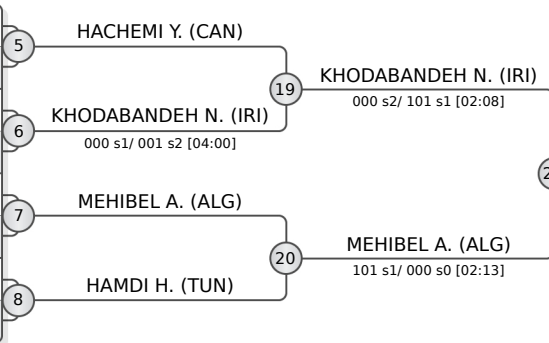 HACHEMI Y. (CAN)
5
19
KHODABANDEH N. (IRI)
000 s2/ 101 s1 [02:08]
KHODABANDEH N. (IRI)
6
000 s1/ 001 s2 [04:00]
MEHIBEL A. (ALG)
7
20
MEHIBEL A. (ALG)
101 s1/ 000 s0 [02:13]
HAMDI H. (TUN)
8